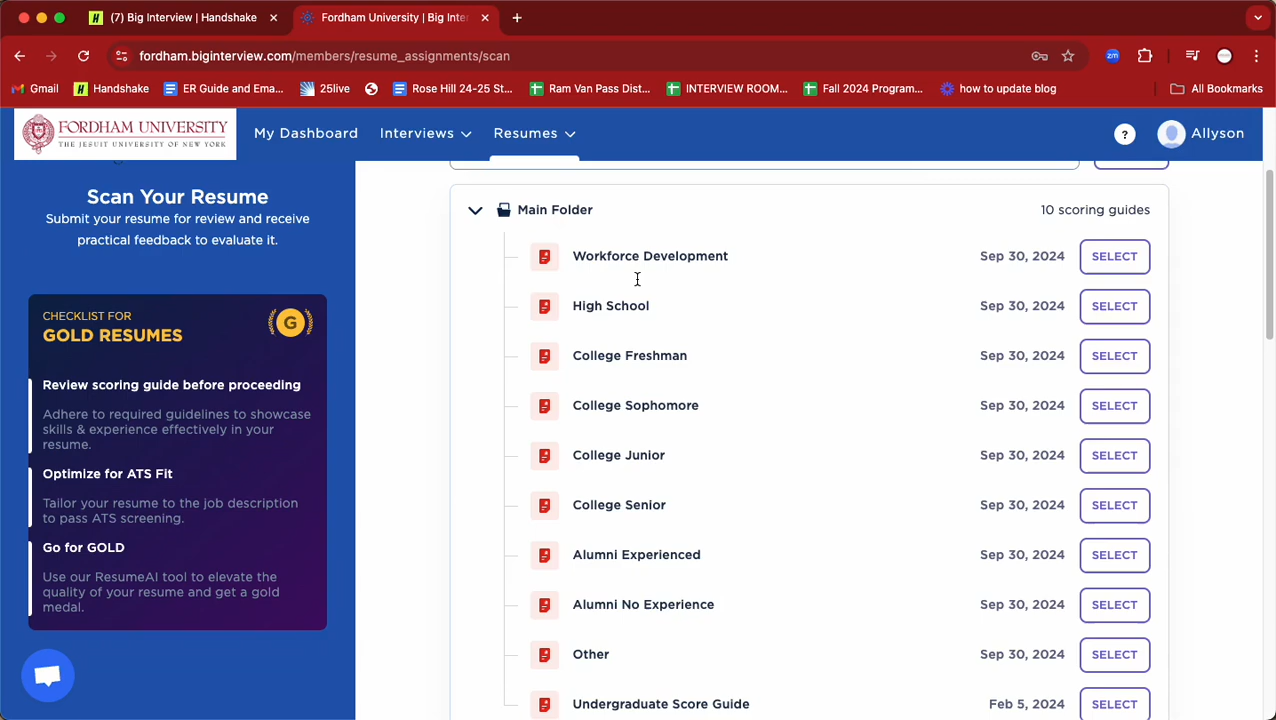 (7) Big Interview | Handshake
Fordham University | Big Inter
fordham.biginterview.com/members/resume_assignments/scan
zm
Gmail
Handshake
ER Guide and Ema...
25live
Rose Hill 24-25 St...
Ram Van Pass Dist...
INTERVIEW ROOM...
Fall 2024 Program...
how to update blog
All Bookmarks
FORDHAM UNIVERSITY
THE JESUIT UNIVERSITY OF NEW YORK
My Dashboard
Interviews
Resumes
?
Allyson
Scan Your Resume
Submit your resume for review and receive
practical feedback to evaluate it.
CHECKLIST FOR
GOLD RESUMES
G
Review scoring guide before proceeding
Adhere to required guidelines to showcase
skills & experience effectively in your
resume.
Optimize for ATS Fit
Tailor your resume to the job description
to pass ATS screening.
Go for GOLD
Use our ResumeAI tool to elevate the
quality of your resume and get a gold
medal.
Main Folder 10 scoring guides
Workforce Development Sep 30, 2024 SELECT
High School Sep 30, 2024 SELECT
College Freshman Sep 30, 2024 SELECT
College Sophomore Sep 30, 2024 SELECT
College Junior Sep 30, 2024 SELECT
College Senior Sep 30, 2024 SELECT
Alumni Experienced Sep 30, 2024 SELECT
Alumni No Experience Sep 30, 2024 SELECT
Other Sep 30, 2024 SELECT
Undergraduate Score Guide Feb 5, 2024 SELECT